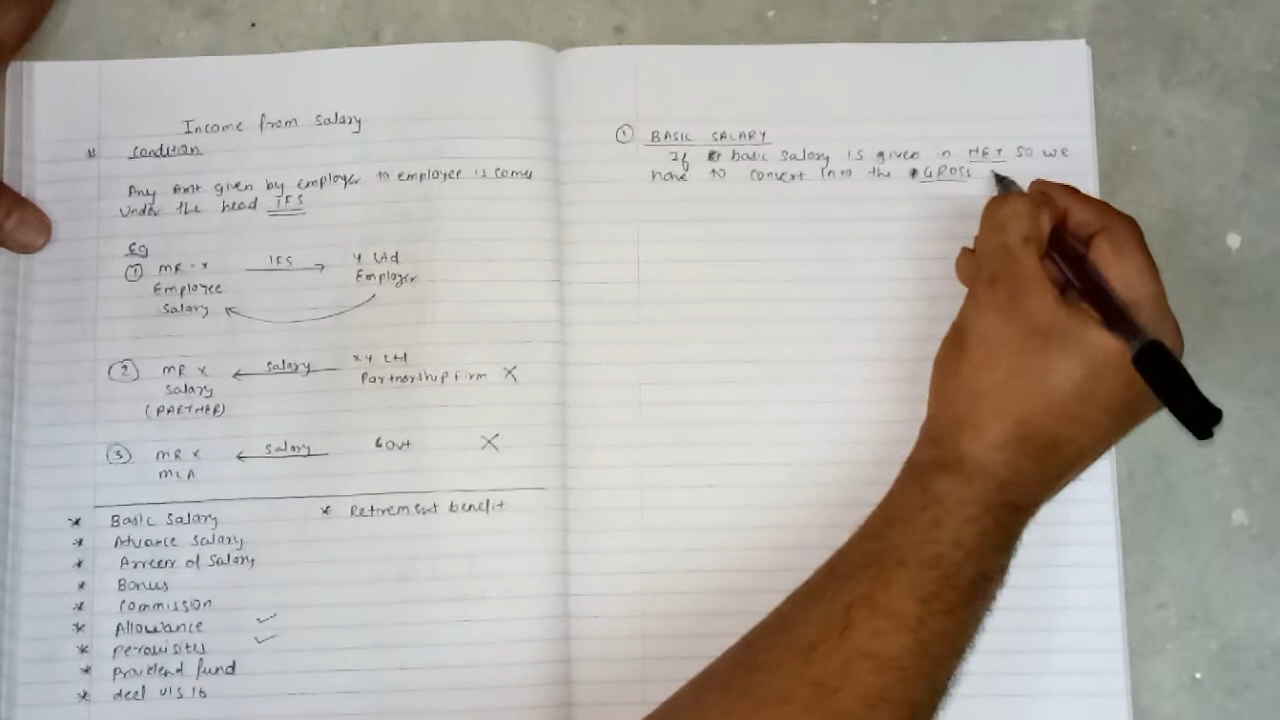 Income from Salary
* Condition
Any Amt given by employer to employee is comes
Under the head IFS
Eg
① MR. X IFS Y Ltd
Employee Employer
Salary
② MR X Salary XY Ltd
Salary Partnership Firm X
(PARTNER)
③ MR X Salary Govt X
MLA
* Basic Salary * Retirement benefit
* Advance Salary
* Arreer of Salary
* Bonus
* Commission
* Allowance ✓
* Perquisites ✓
* Provident fund
* ded U/S 16
① BASIC SALARY
If basic salary is given in NET so we
have to convert into the GROSS